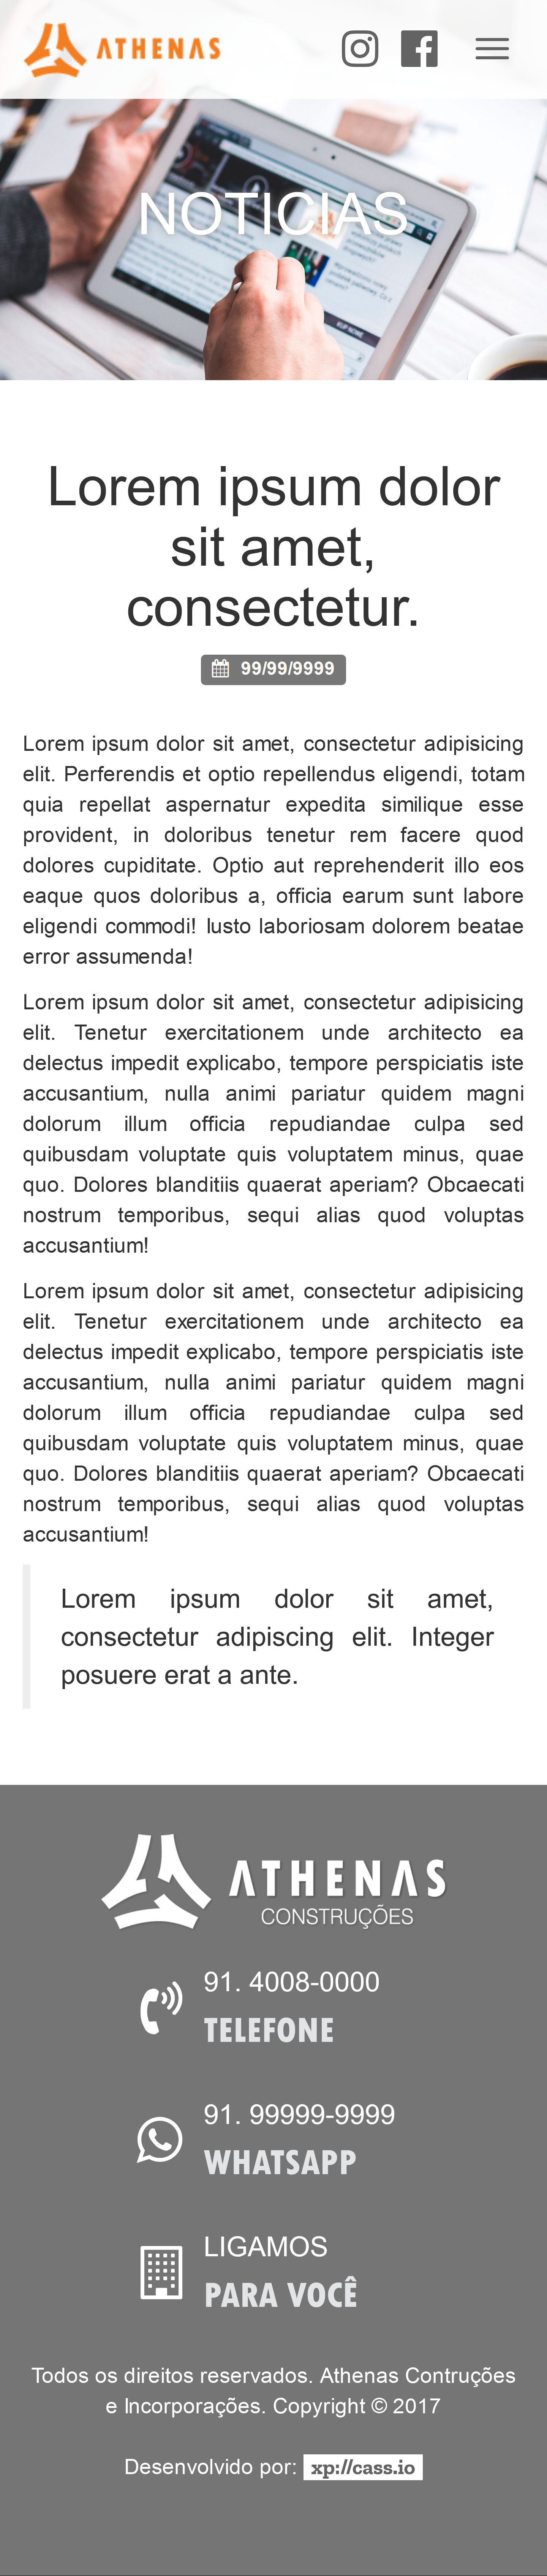 ATHENAS
NOTICIAS
Lorem ipsum dolor
sit amet,
consectetur.
99/99/9999
Lorem ipsum dolor sit amet, consectetur adipisicing
elit. Perferendis et optio repellendus eligendi, totam
quia repellat aspernatur expedita similique esse
provident, in doloribus tenetur rem facere quod
dolores cupiditate. Optio aut reprehenderit illo eos
eaque quos doloribus a, officia earum sunt labore
eligendi commodi! Iusto laboriosam dolorem beatae
error assumenda!
Lorem ipsum dolor sit amet, consectetur adipisicing
elit. Tenetur exercitationem unde architecto ea
delectus impedit explicabo, tempore perspiciatis iste
accusantium, nulla animi pariatur quidem magni
dolorum illum officia repudiandae culpa sed
quibusdam voluptate quis voluptatem minus, quae
quo. Dolores blanditiis quaerat aperiam? Obcaecati
nostrum temporibus, sequi alias quod voluptas
accusantium!
Lorem ipsum dolor sit amet, consectetur adipisicing
elit. Tenetur exercitationem unde architecto ea
delectus impedit explicabo, tempore perspiciatis iste
accusantium, nulla animi pariatur quidem magni
dolorum illum officia repudiandae culpa sed
quibusdam voluptate quis voluptatem minus, quae
quo. Dolores blanditiis quaerat aperiam? Obcaecati
nostrum temporibus, sequi alias quod voluptas
accusantium!
Lorem ipsum dolor sit amet,
consectetur adipiscing elit. Integer
posuere erat a ante.
ATHENAS
CONSTRUÇÕES
91. 4008-0000
TELEFONE
91. 99999-9999
WHATSAPP
LIGAMOS
PARA VOCÊ
Todos os direitos reservados. Athenas Contruções
e Incorporações. Copyright © 2017
Desenvolvido por: xp://cass.io